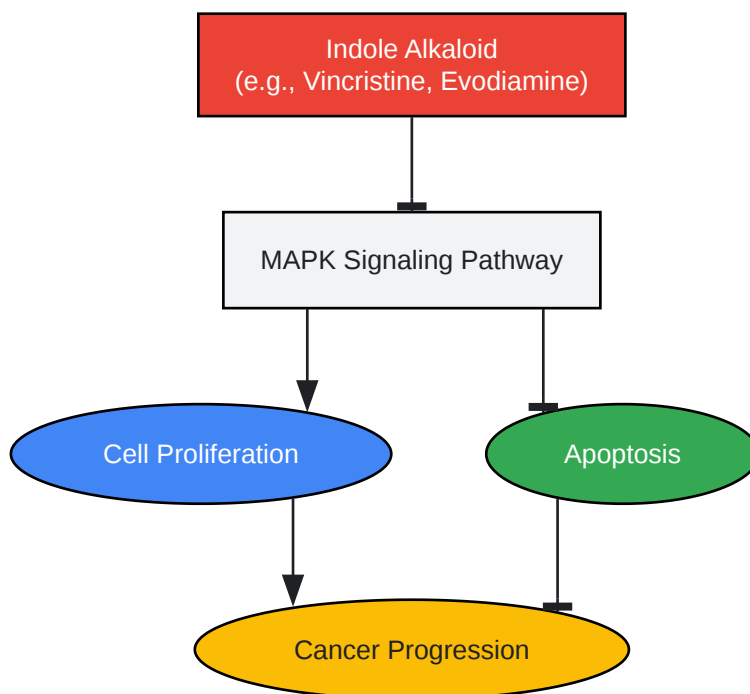 Indole Alkaloid
(e.g., Vincristine, Evodiamine)
MAPK Signaling Pathway
Cell Proliferation
Apoptosis
Cancer Progression